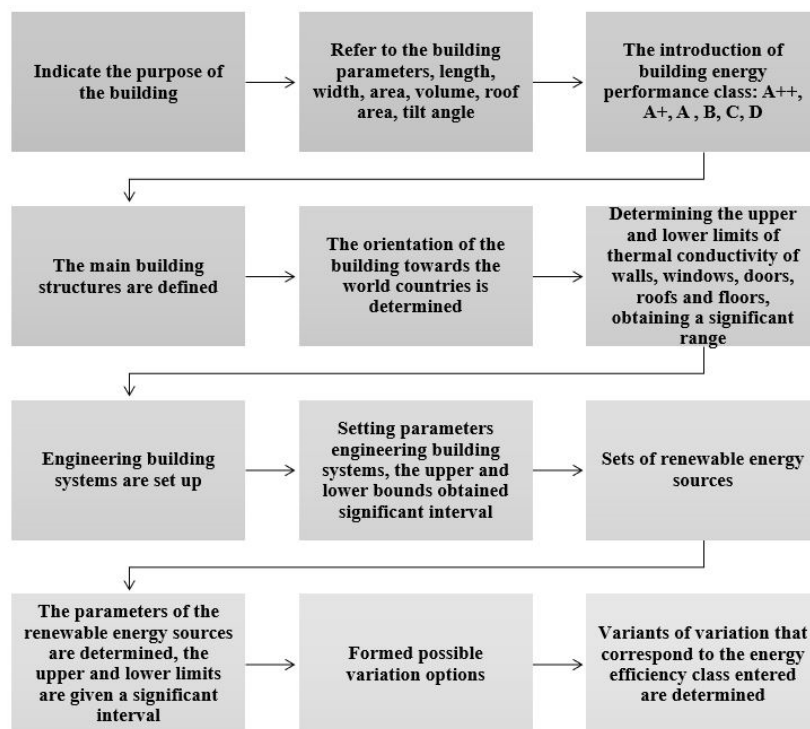 Indicate the purpose of
the building
Refer to the building
parameters, length,
width, area, volume, roof
area, tilt angle
The introduction of
building energy
performance class: A++,
A+, A , B, C, D
The main building
structures are defined
The orientation of the
building towards the
world countries is
determined
Determining the upper
and lower limits of
thermal conductivity of
walls, windows, doors,
roofs and floors,
obtaining a significant
range
Engineering building
systems are set up
Setting parameters
engineering building
systems, the upper and
lower bounds obtained
significant interval
Sets of renewable energy
sources
The parameters of the
renewable energy sources
are determined, the
upper and lower limits
are given a significant
interval
Formed possible
variation options
Variants of variation that
correspond to the energy
efficiency class entered
are determined